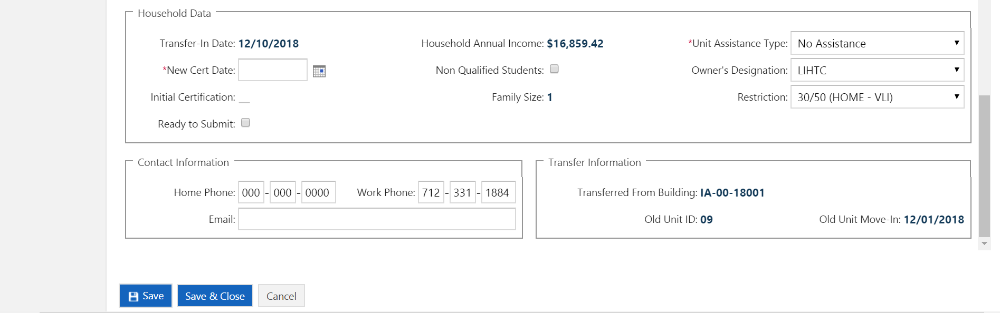 Household Data
Transfer-In Date: 12/10/2018 Household Annual Income: $16,859.42 *Unit Assistance Type: No Assistance
*New Cert Date: Non Qualified Students: Owner's Designation: LIHTC
Initial Certification: __ Family Size: 1 Restriction: 30/50 (HOME - VLI)
Ready to Submit:
Contact Information
Home Phone: 000 - 000 - 0000 Work Phone: 712 - 331 - 1884
Email:
Transfer Information
Transferred From Building: IA-00-18001
Old Unit ID: 09 Old Unit Move-In: 12/01/2018
Save Save & Close Cancel